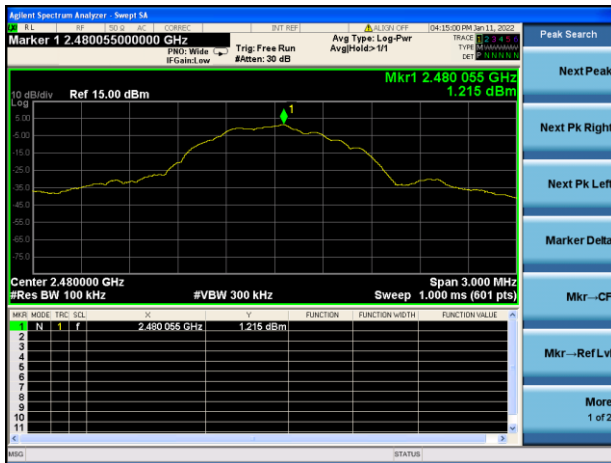 Agilent Spectrum Analyzer - Swept SA
RL RF 50 Ω AC CORREC INT REF ALIGN OFF 04:15:00 PM Jan 11, 2022
Marker 1 2.480055000000 GHz
PNO: Wide
IFGain:Low
Trig: Free Run
#Atten: 30 dB
Avg Type: Log-Pwr
Avg|Hold>1/1
TRACE 1 2 3 4 5 6
TYPE MWWWWW
DET P N N N N N
Mkr1 2.480 055 GHz
1.215 dBm
10 dB/div Ref 15.00 dBm
Log
1
5.00
-5.00
-15.0
-25.0
-35.0
-45.0
-55.0
-65.0
-75.0
Center 2.480000 GHz Span 3.000 MHz
#Res BW 100 kHz #VBW 300 kHz Sweep 1.000 ms (601 pts)
MKR MODE TRC SCL X Y FUNCTION FUNCTION WIDTH FUNCTION VALUE
1 N 1 f 2.480 055 GHz 1.215 dBm
2
3
4
5
6
7
8
9
10
11
MSG STATUS
Peak Search
Next Peak
Next Pk Right
Next Pk Left
Marker Delta
Mkr→CF
Mkr→Ref Lvl
More
1 of 2